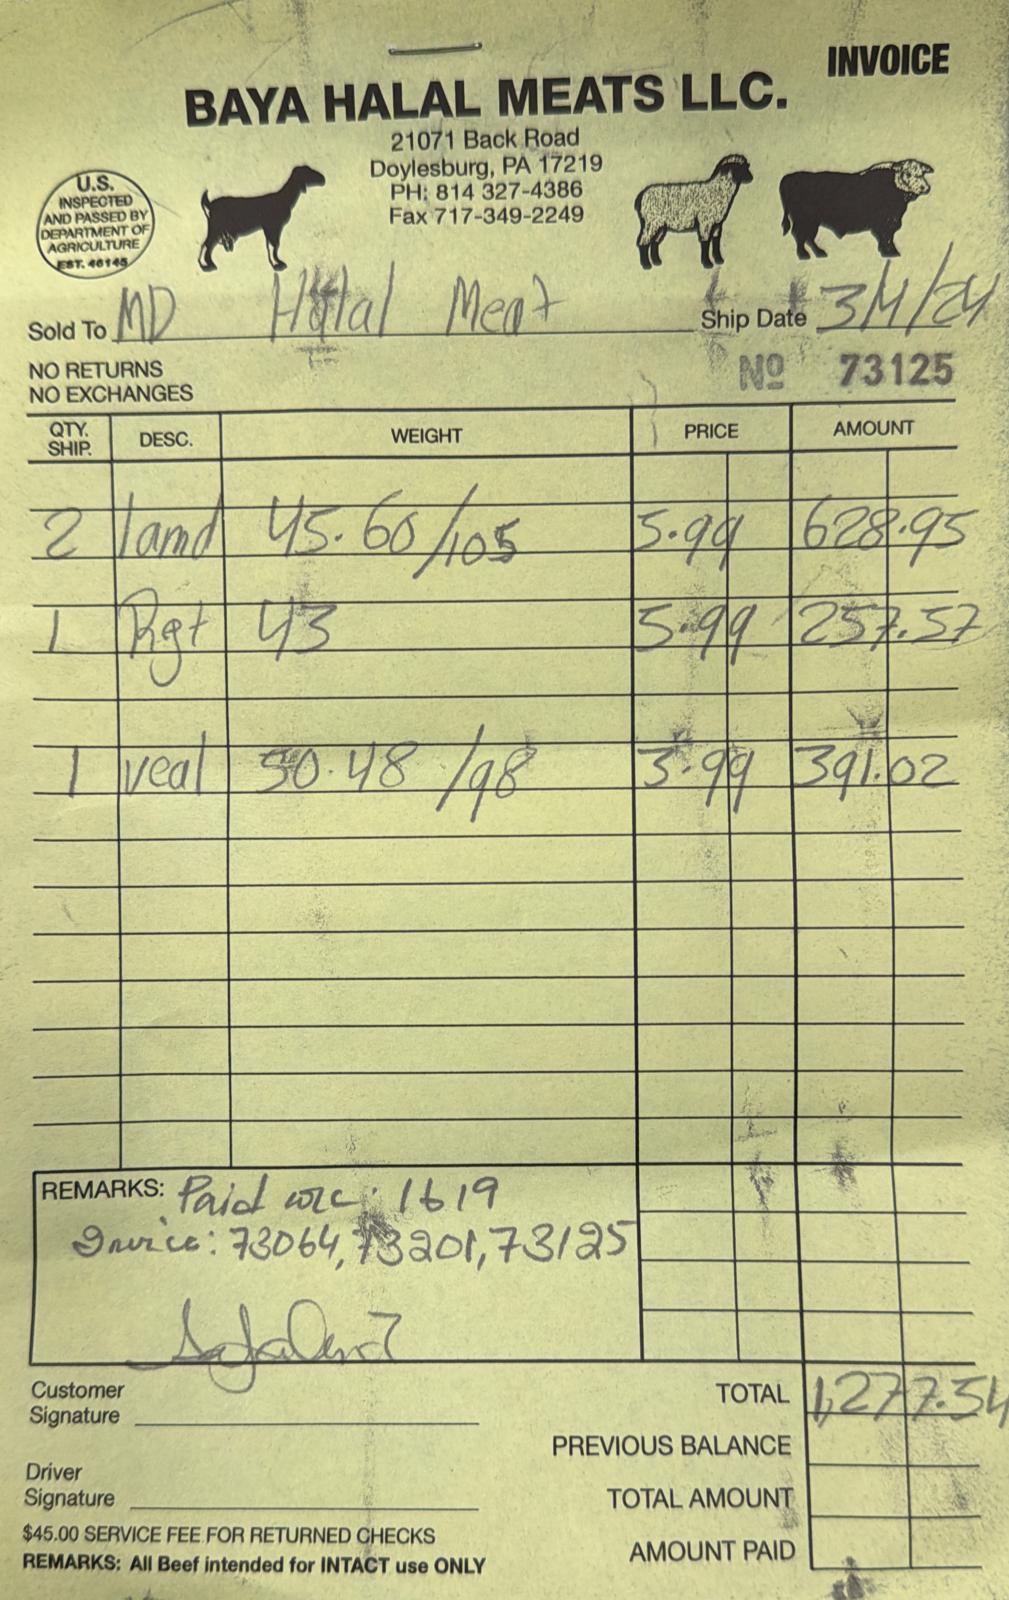 INVOICE
BAYA HALAL MEATS LLC.
21071 Back Road
Doylesburg, PA 17219
PH: 814 327-4386
Fax 717-349-2249
U.S.
INSPECTED
AND PASSED BY
DEPARTMENT OF
AGRICULTURE
EST. 46145
Sold To MD Halal Meat Ship Date 3/4/24
NO RETURNS
NO EXCHANGES
Nº 73125
QTY. SHIP. DESC. WEIGHT PRICE AMOUNT
2 lamd 45.60/105 5.99 628.95
1 Rgt 43 5.99 257.57
1 veal 50.48 /98 3.99 391.02
REMARKS: Paid 1619
Invoice: 73064, 73201, 73125
Customer
Signature
Driver
Signature
TOTAL 1,277.54
PREVIOUS BALANCE
TOTAL AMOUNT
AMOUNT PAID
$45.00 SERVICE FEE FOR RETURNED CHECKS
REMARKS: All Beef intended for INTACT use ONLY